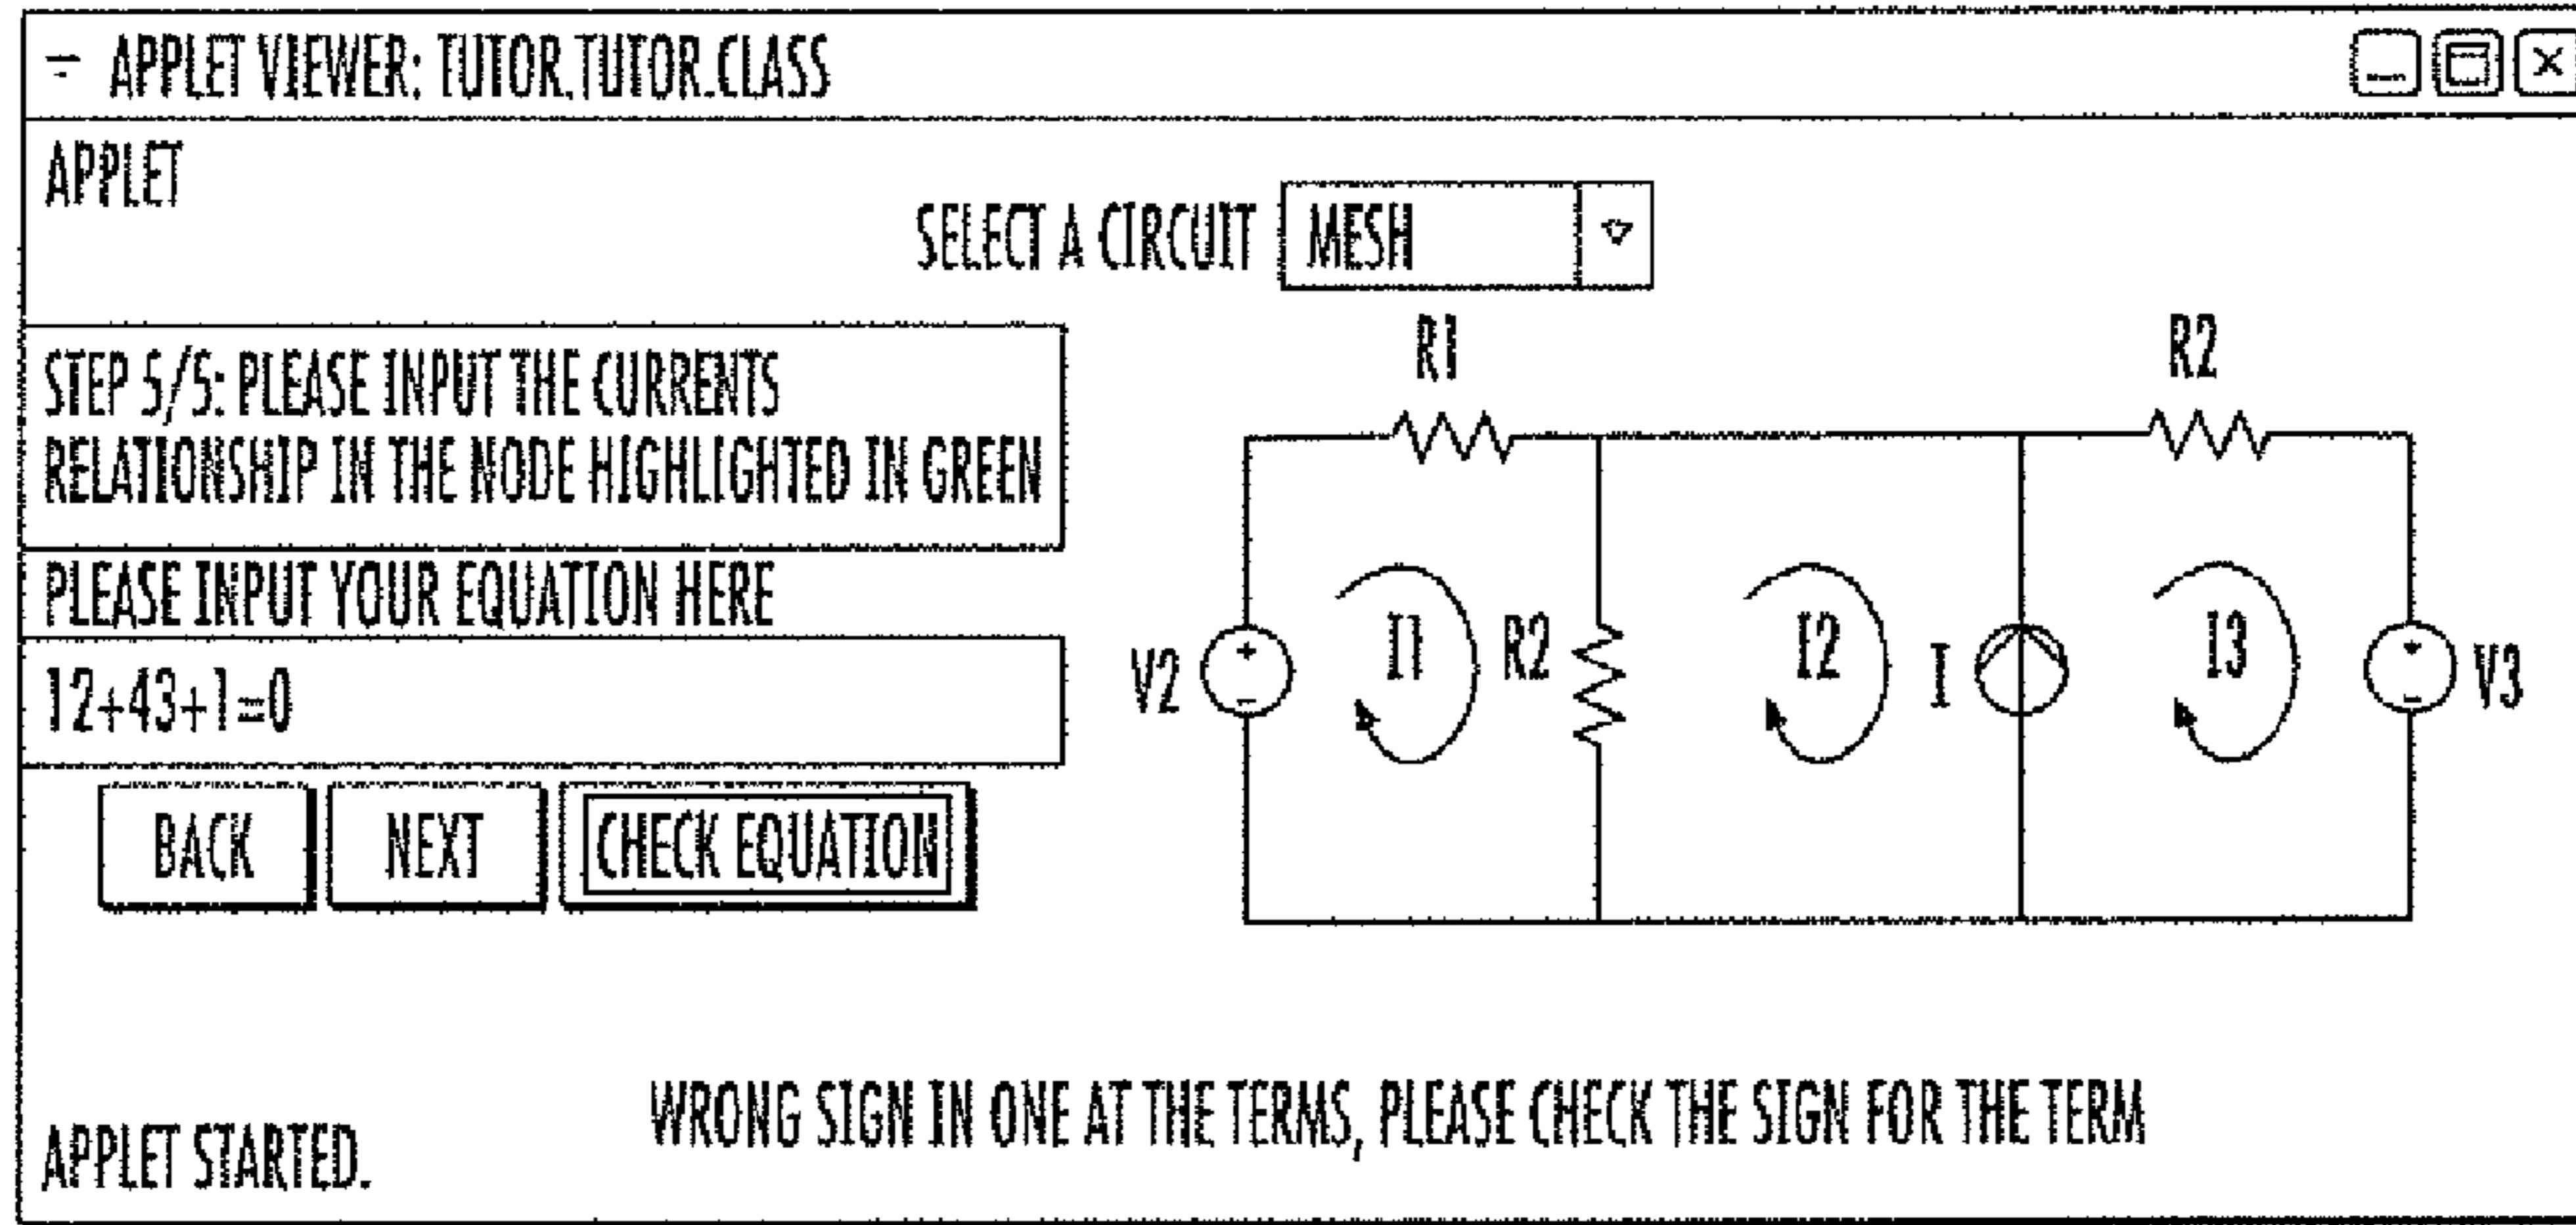 APPLET VIEWER: TUTOR.TUTOR.CLASS
APPLET
SELECT A CIRCUIT MESH
STEP 5/5: PLEASE INPUT THE CURRENTS
RELATIONSHIP IN THE NODE HIGHLIGHTED IN GREEN
PLEASE INPUT YOUR EQUATION HERE
12+43+1=0
BACK NEXT CHECK EQUATION
R1 R2
V2 I1 R2 I2 I I3 V3
WRONG SIGN IN ONE AT THE TERMS, PLEASE CHECK THE SIGN FOR THE TERM
APPLET STARTED.